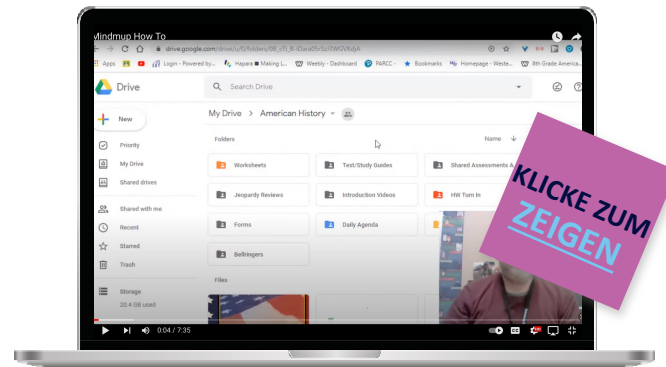 Mindmup How To
drive.google.com/drive/u/0/folders/
Apps
Login - Powered by...
Hapara Making L...
Weekly - Dashboard
PARCC -
Bookmarks
Homepage - Weste...
8th Grade America...
Drive
Search Drive
New
My Drive > American History
Folders
Name
Priority
My Drive
Shared drives
Shared with me
Recent
Starred
Trash
Storage
20.4 GB used
Worksheets
Test/Study Guides
Shared Assessments &
Jeopardy Reviews
Introduction Videos
HW Turn In
Forms
Daily Agenda
Bellringers
Files
0:04 / 7:35
KLICKE ZUM
ZEIGEN